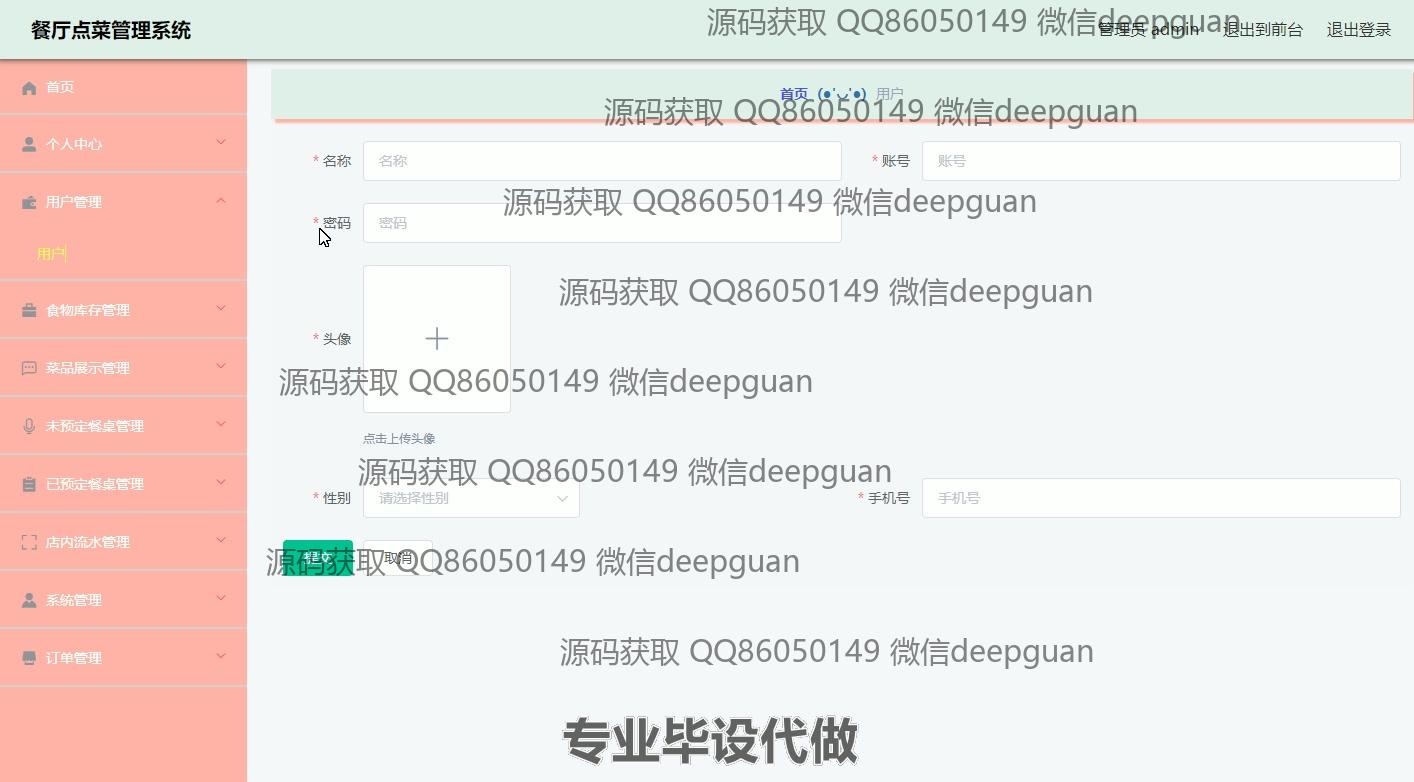 餐厅点菜管理系统
源码获取 QQ86050149 微信deepguan
管理员 admin 退出到前台 退出登录
首页
首页 (●'◡'●) 用户
源码获取 QQ86050149 微信deepguan
个人中心
* 名称 名称 * 账号 账号
用户管理
源码获取 QQ86050149 微信deepguan
* 密码 密码
用户
源码获取 QQ86050149 微信deepguan
食物库存管理
* 头像
菜品展示管理
源码获取 QQ86050149 微信deepguan
未预定餐桌管理
点击上传头像
源码获取 QQ86050149 微信deepguan
已预定餐桌管理
* 性别 请选择性别 * 手机号 手机号
店内流水管理
提交 取消
源码获取 QQ86050149 微信deepguan
系统管理
源码获取 QQ86050149 微信deepguan
订单管理
专业毕设代做